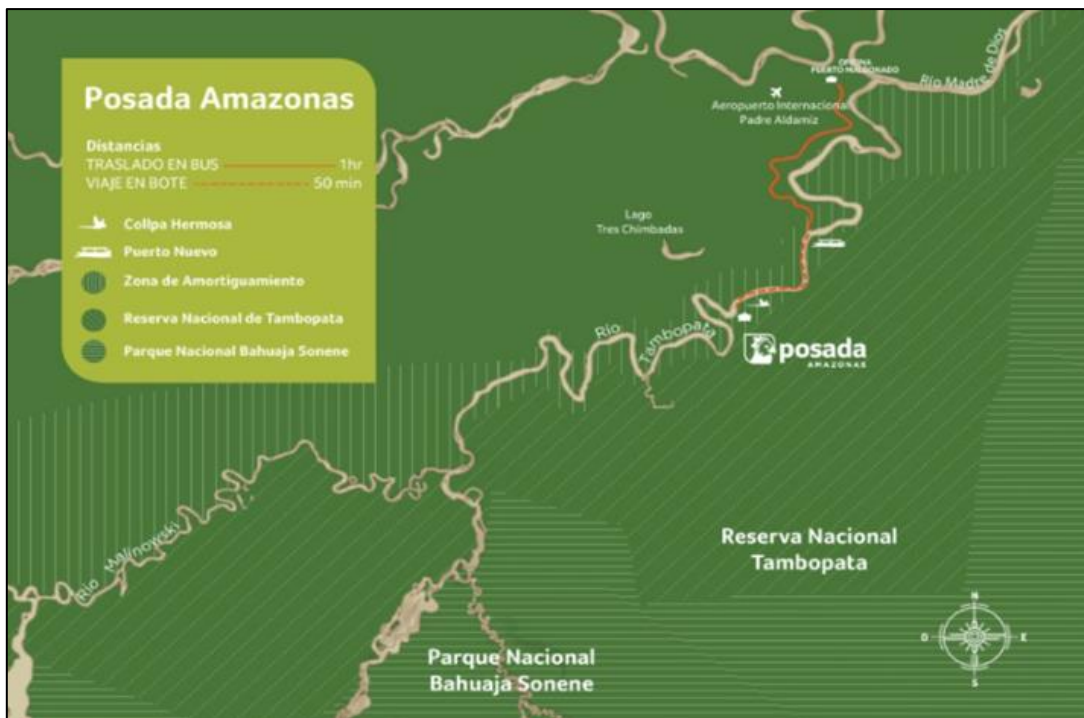 Posada Amazonas
Distancias
TRASLADO EN BUS 1hr
VIAJE EN BOTE 50 min
Collpa Hermosa
Puerto Nuevo
Zona de Amortiguamiento
Reserva Nacional de Tambopata
Parque Nacional Bahuaja Sonene
OFICINA
PUERTO MALDONADO
Río Madre de Dios
Aeropuerto Internacional
Padre Aldamiz
Lago
Tres Chimbadas
Río Tambopata
posada
AMAZONAS
Río Malinowski
Reserva Nacional
Tambopata
Parque Nacional
Bahuaja Sonene
N
O E
S